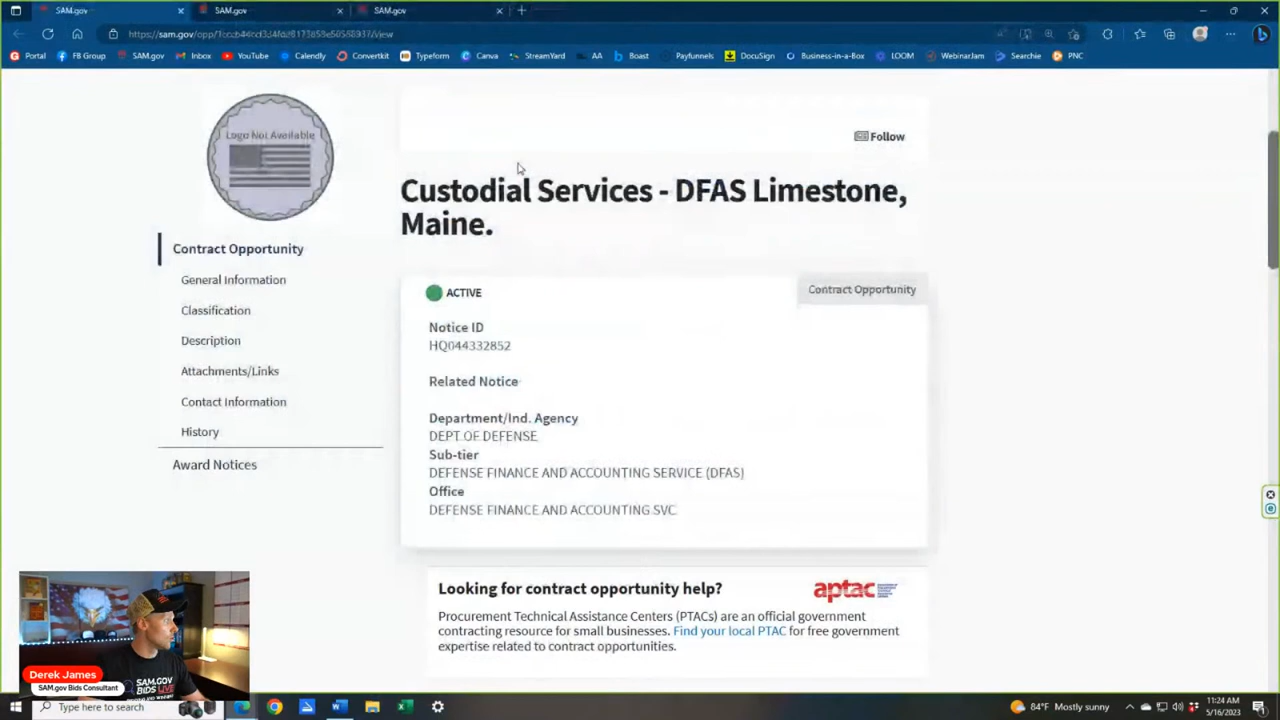 SAM.gov
SAM.gov
SAM.gov
Portal
FB Group
SAM.gov
Inbox
YouTube
Calendly
Convertkit
Typeform
Canva
StreamYard
AA
Boast
Payfunnels
DocuSign
Business-in-a-Box
LOOM
WebinarJam
Searchie
PNC
Logo Not Available
Follow
Custodial Services - DFAS Limestone,
Maine.
Contract Opportunity
General Information
Classification
Description
Attachments/Links
Contact Information
History
Award Notices
ACTIVE
Contract Opportunity
Notice ID
HQ044332852
Related Notice
Department/Ind. Agency
DEPT OF DEFENSE
Sub-tier
DEFENSE FINANCE AND ACCOUNTING SERVICE (DFAS)
Office
DEFENSE FINANCE AND ACCOUNTING SVC
Looking for contract opportunity help?
aptac
Procurement Technical Assistance Centers (PTACs) are an official government
contracting resource for small businesses. Find your local PTAC for free government
expertise related to contract opportunities.
SAM.GOV
BIDS LIVE
Derek James
SAM.gov Bids Consultant
Type here to search
84°F Mostly sunny
11:24 AM
5/16/2023